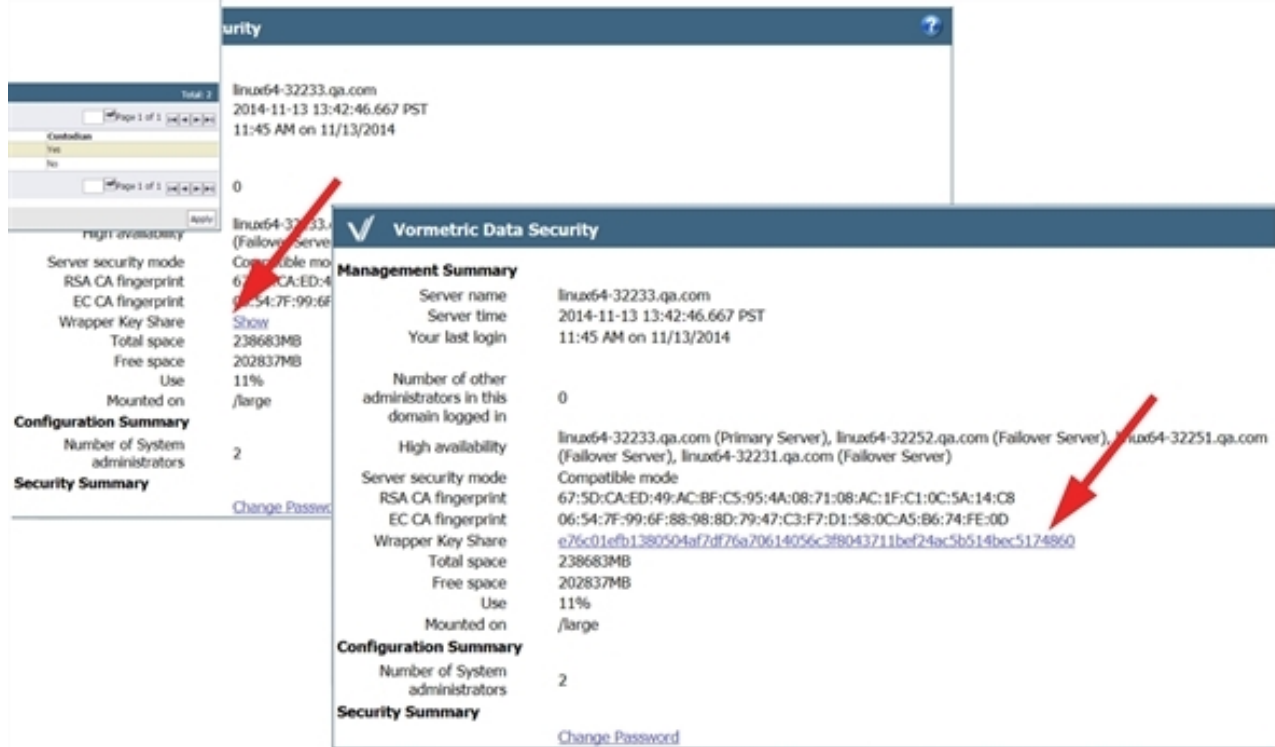 urity
?
linux64-32233.qa.com
2014-11-13 13:42:46.667 PST
11:45 AM on 11/13/2014
0
Total: 2
Page 1 of 1
Custodian
Yes
No
Page 1 of 1
Apply
High availability
linux64-32233.
(Failover Serve
Server security mode Compatible mo
RSA CA fingerprint
EC CA fingerprint
Wrapper Key Share Show
Total space 238683MB
Free space 202837MB
Use 11%
Mounted on /large
Configuration Summary
Number of System
administrators 2
Security Summary
Change Passwo
Vormetric Data Security
Management Summary
Server name linux64-32233.qa.com
Server time 2014-11-13 13:42:46.667 PST
Your last login 11:45 AM on 11/13/2014
Number of other
administrators in this 0
domain logged in
High availability linux64-32233.qa.com (Primary Server), linux64-32252.qa.com (Failover Server), linux64-32251.qa.com
(Failover Server), linux64-32231.qa.com (Failover Server)
Server security mode Compatible mode
RSA CA fingerprint 67:5D:CA:ED:49:AC:BF:C5:95:4A:08:71:08:AC:1F:C1:0C:5A:14:C8
EC CA fingerprint 06:54:7F:99:6F:88:98:8D:79:47:C3:F7:D1:58:0C:A5:B6:74:FE:0D
Wrapper Key Share e76c01efb1380504af7df76a70614056c3f8043711bef24ac5b514bec5174860
Total space 238683MB
Free space 202837MB
Use 11%
Mounted on /large
Configuration Summary
Number of System
administrators 2
Security Summary
Change Password